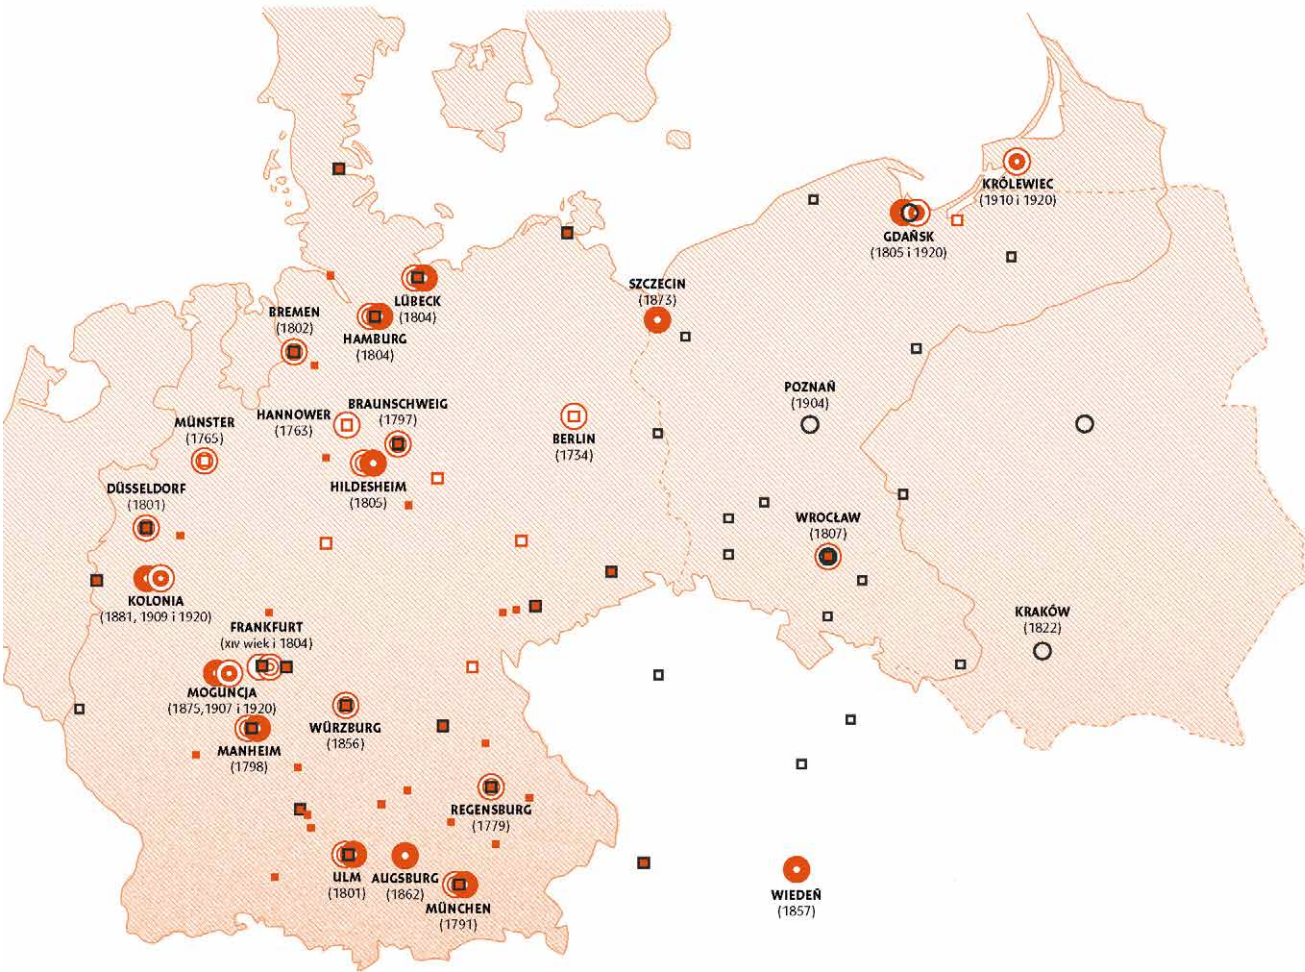 KRÓLEWIEC
(1910 i 1920)
GDAŃSK
(1805 i 1920)
SZCZECIN
(1873)
LÜBECK
(1804)
BREMEN
(1802)
HAMBURG
(1804)
POZNAŃ
(1904)
BRAUNSCHWEIG
(1797)
HANNOWER
(1763)
MÜNSTER
(1765)
BERLIN
(1734)
HILDESHEIM
(1805)
DÜSSELDORF
(1801)
WROCŁAW
(1807)
KOLONIA
(1881, 1909 i 1920)
KRAKÓW
(1822)
FRANKFURT
(XIV wiek i 1804)
MOGUNCJA
(1875,1907 i 1920)
WÜRZBURG
(1856)
MANHEIM
(1798)
REGENSBURG
(1779)
ULM
(1801)
AUGSBURG
(1862)
MÜNCHEN
(1791)
WIEDEŃ
(1857)